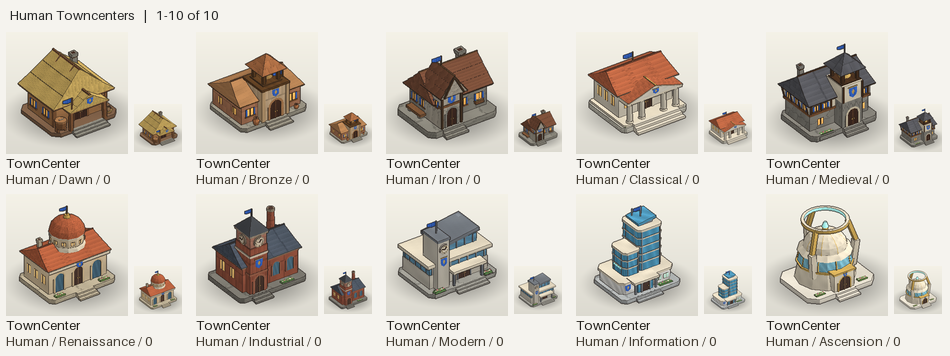 Human Towncenters | 1-10 of 10
TownCenter
Human / Dawn / 0
TownCenter
Human / Bronze / 0
TownCenter
Human / Iron / 0
TownCenter
Human / Classical / 0
TownCenter
Human / Medieval / 0
TownCenter
Human / Renaissance / 0
TownCenter
Human / Industrial / 0
TownCenter
Human / Modern / 0
TownCenter
Human / Information / 0
TownCenter
Human / Ascension / 0